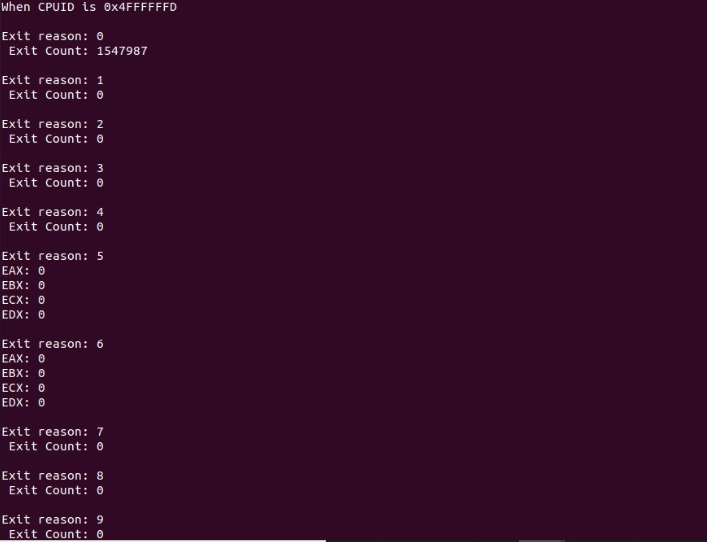 When CPUID is 0x4FFFFFFD
Exit reason: 0
Exit Count: 1547987
Exit reason: 1
Exit Count: 0
Exit reason: 2
Exit Count: 0
Exit reason: 3
Exit Count: 0
Exit reason: 4
Exit Count: 0
Exit reason: 5
EAX: 0
EBX: 0
ECX: 0
EDX: 0
Exit reason: 6
EAX: 0
EBX: 0
ECX: 0
EDX: 0
Exit reason: 7
Exit Count: 0
Exit reason: 8
Exit Count: 0
Exit reason: 9
Exit Count: 0